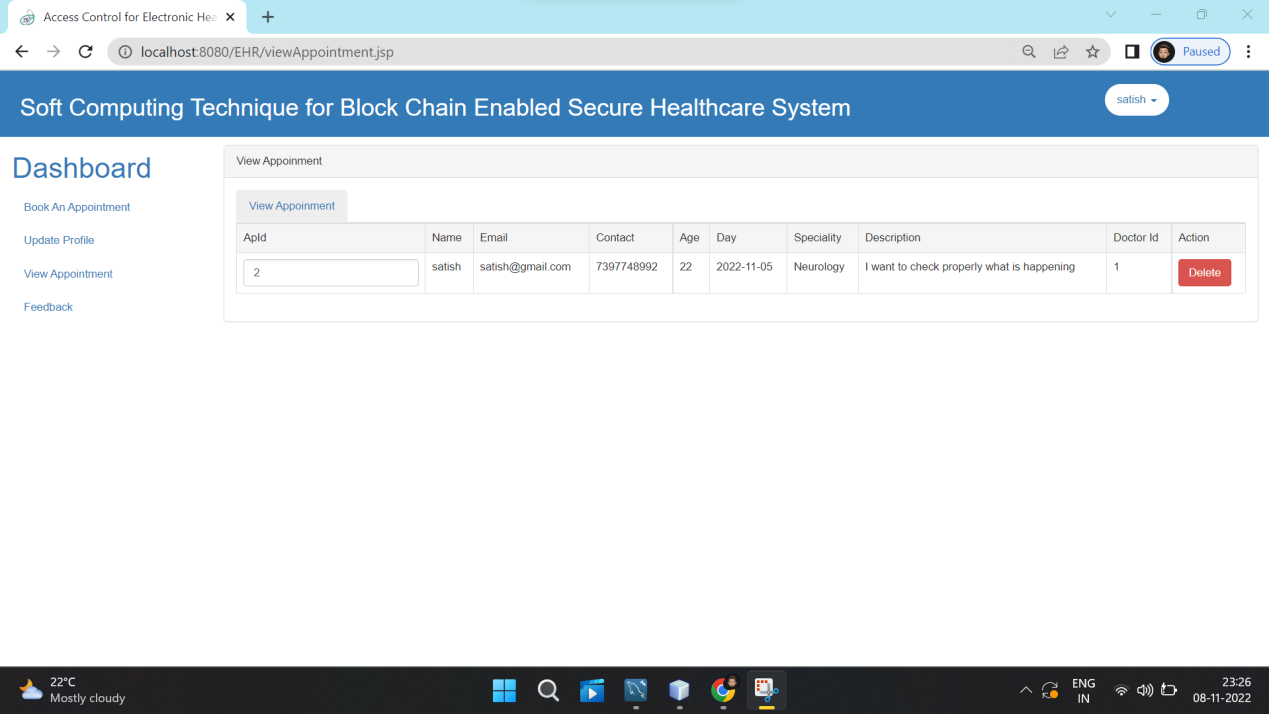 Access Control for Electronic Hea
localhost:8080/EHR/viewAppointment.jsp
Paused
Soft Computing Technique for Block Chain Enabled Secure Healthcare System
satish
Dashboard
Book An Appointment
Update Profile
View Appointment
Feedback
View Appoinment
View Appoinment
ApId Name Email Contact Age Day Speciality Description Doctor Id Action
2 satish satish@gmail.com 7397748992 22 2022-11-05 Neurology I want to check properly what is happening 1 Delete
22°C
Mostly cloudy
ENG
IN
23:26
08-11-2022